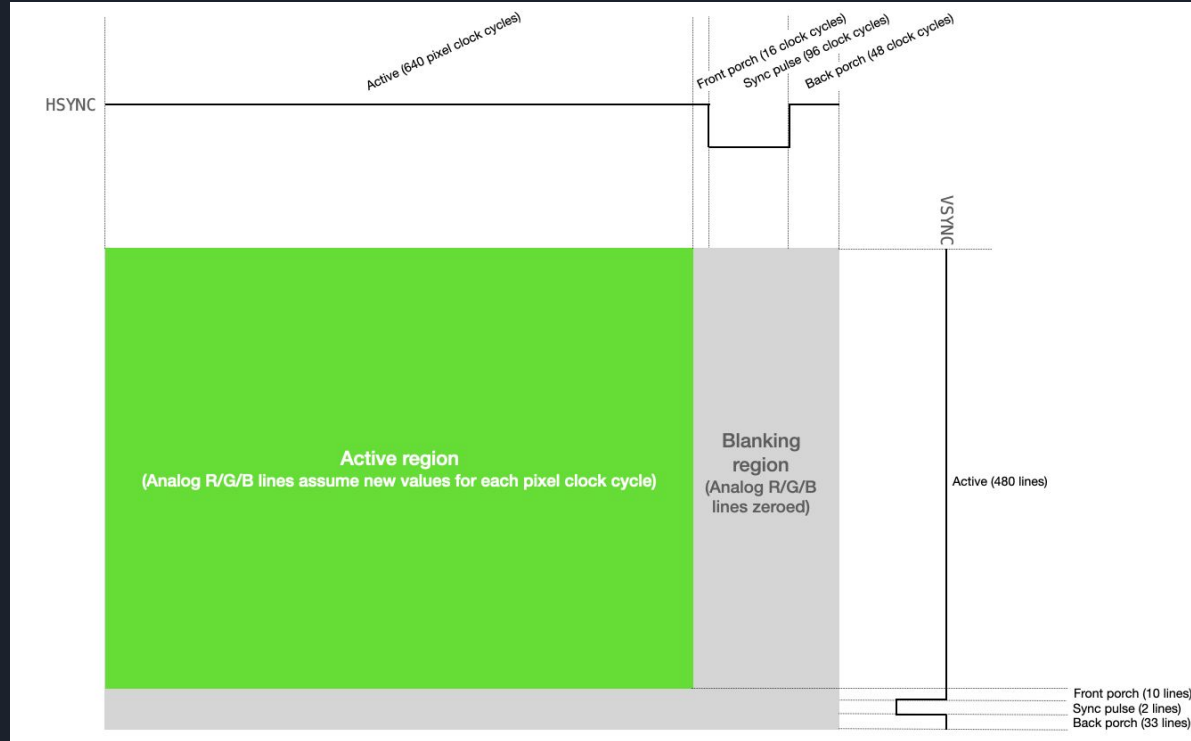 Active (640 pixel clock cycles)
Front porch (16 clock cycles)
Sync pulse (96 clock cycles)
Back porch (48 clock cycles)
HSYNC
VSYNC
Active region
(Analog R/G/B lines assume new values for each pixel clock cycle)
Blanking
region
(Analog R/G/B
lines zeroed)
Active (480 lines)
Front porch (10 lines)
Sync pulse (2 lines)
Back porch (33 lines)